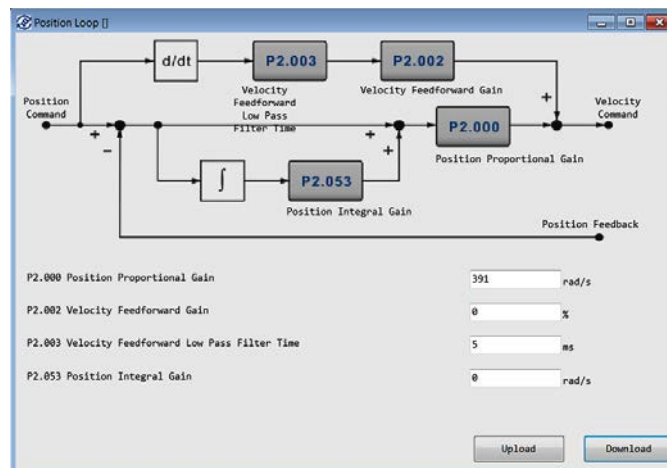 Position Loop []
d/dt
P2.003
P2.002
Velocity
Feedforward
Low Pass
Filter Time
Velocity Feedforward Gain
Position
Command
+
Velocity
Command
+
−
+
+
P2.000
Position Proportional Gain
∫
P2.053
Position Integral Gain
Position Feedback
P2.000 Position Proportional Gain
391
rad/s
P2.002 Velocity Feedforward Gain
0
%
P2.003 Velocity Feedforward Low Pass Filter Time
5
ms
P2.053 Position Integral Gain
0
rad/s
Upload
Download